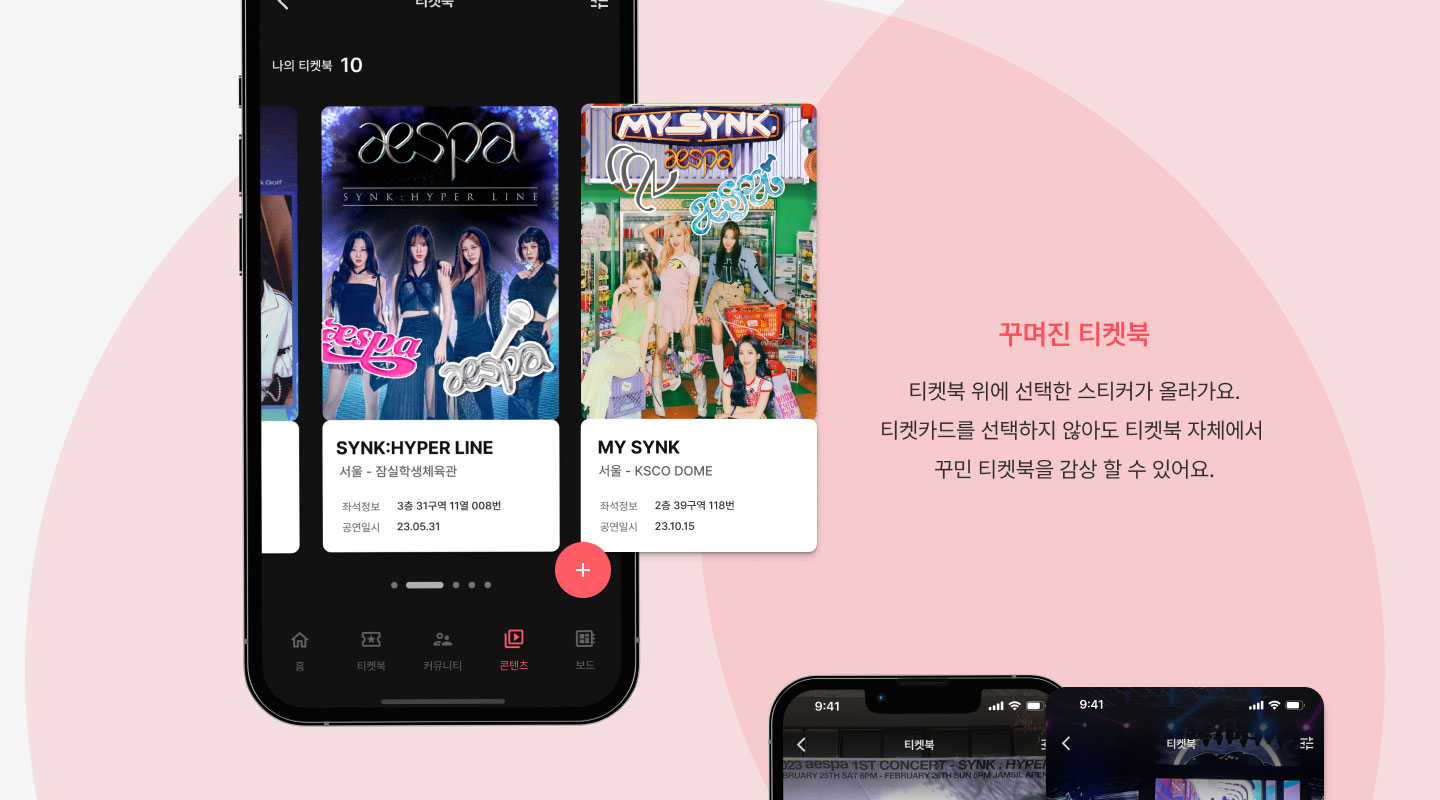 티켓북
나의 티켓북 10
& Golf
aespa
SYNK : HYPER LINE
aespa
aespa
SYNK:HYPER LINE
서울 - 잠실학생체육관
좌석정보 3층 31구역 11열 008번
공연일시 23.05.31
MY SYNK.
aespa
MY
aespa
MY SYNK
서울 - KSCO DOME
좌석정보 2층 39구역 118번
공연일시 23.10.15
+
홈
티켓북
커뮤니티
콘텐츠
보드
꾸며진 티켓북
티켓북 위에 선택한 스티커가 올라가요.
티켓카드를 선택하지 않아도 티켓북 자체에서
꾸민 티켓북을 감상 할 수 있어요.
9:41
티켓북
023 aespa 1ST CONCERT - SYNK : HYPER
BRUARY 25TH SAT 6PM - FEBRUARY 26TH SUN 5PM JAMSIL AREN
9:41
티켓북